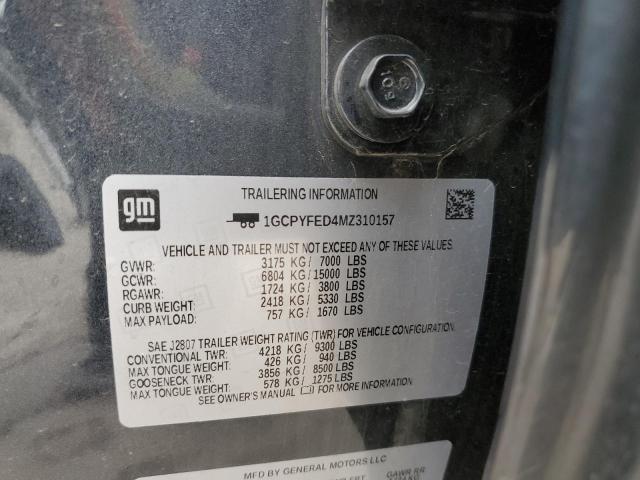 10.9
gm
TRAILERING INFORMATION
1GCPYFED4MZ310157
VEHICLE AND TRAILER MUST NOT EXCEED ANY OF THESE VALUES.
GVWR: 3175 KG / 7000 LBS
GCWR: 6804 KG / 15000 LBS
RGAWR: 1724 KG / 3800 LBS
CURB WEIGHT: 2418 KG / 5330 LBS
MAX PAYLOAD: 757 KG / 1670 LBS
SAE J2807 TRAILER WEIGHT RATING (TWR) FOR VEHICLE CONFIGURATION.
CONVENTIONAL TWR: 4218 KG / 9300 LBS
MAX TONGUE WEIGHT: 426 KG / 940 LBS
GOOSENECK TWR: 3856 KG / 8500 LBS
MAX TONGUE WEIGHT: 578 KG / 1275 LBS
SEE OWNER'S MANUAL FOR MORE INFORMATION
MFD BY GENERAL MOTORS LLC
GAWR RR